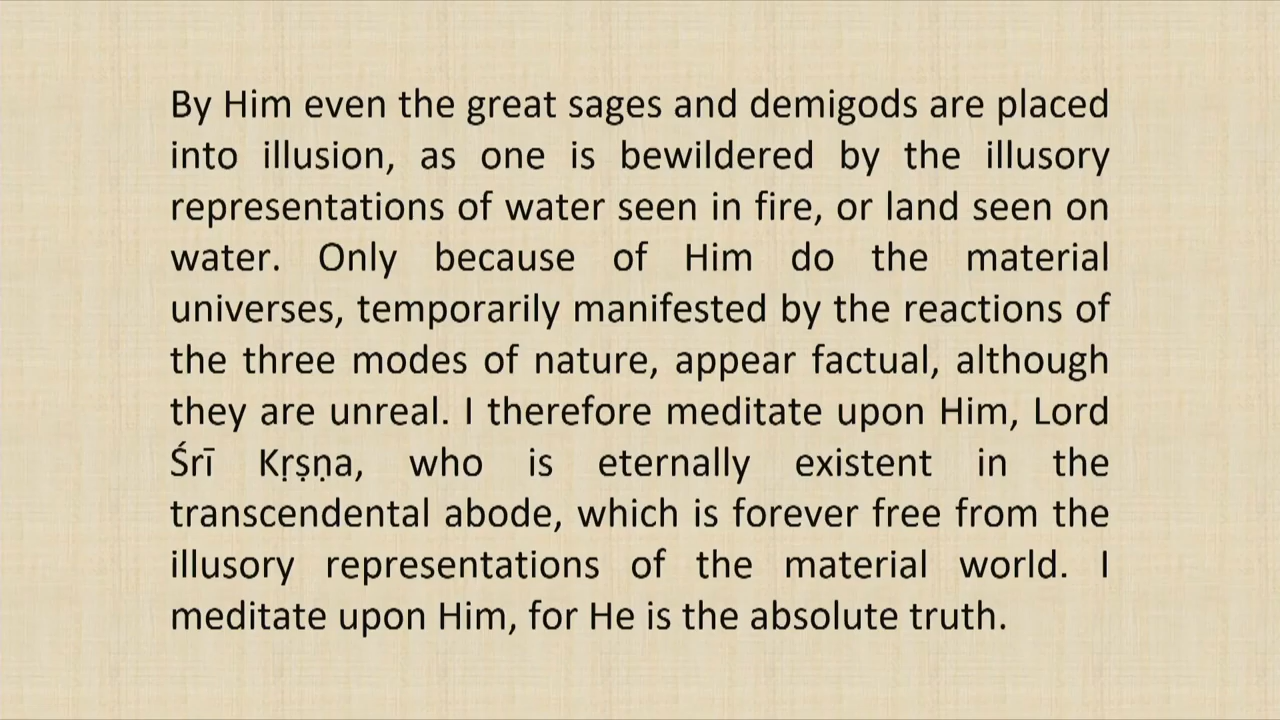 By Him even the great sages and demigods are placed
into illusion, as one is bewildered by the illusory
representations of water seen in fire, or land seen on
water. Only because of Him do the material
universes, temporarily manifested by the reactions of
the three modes of nature, appear factual, although
they are unreal. I therefore meditate upon Him, Lord
Śrī Kṛṣṇa, who is eternally existent in the
transcendental abode, which is forever free from the
illusory representations of the material world. I
meditate upon Him, for He is the absolute truth.